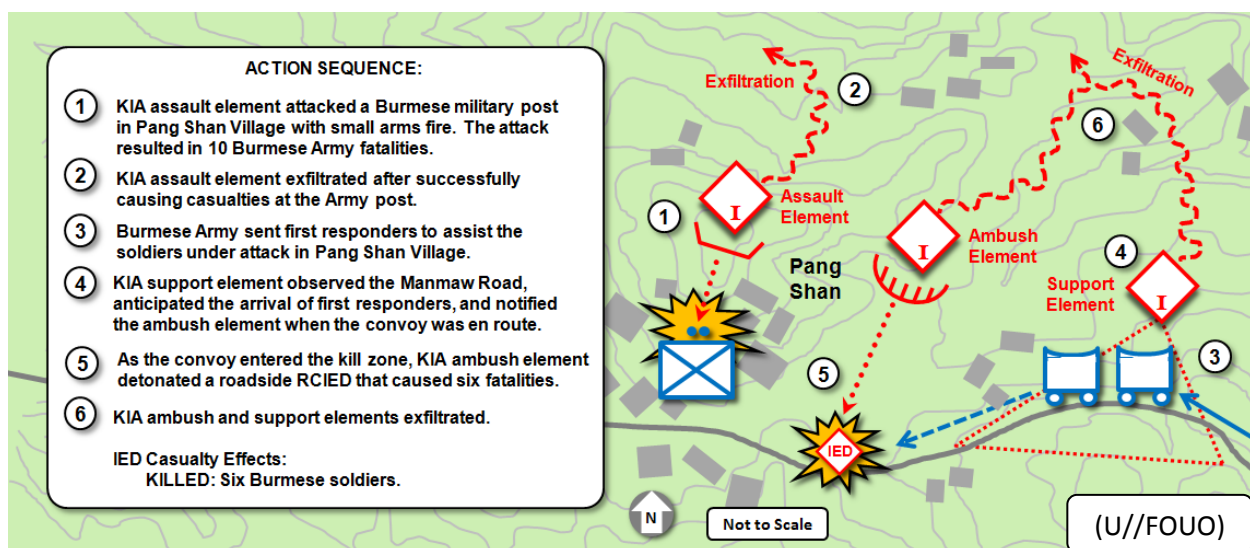 ACTION SEQUENCE:
1 KIA assault element attacked a Burmese military post
in Pang Shan Village with small arms fire. The attack
resulted in 10 Burmese Army fatalities.
2 KIA assault element exfiltrated after successfully
causing casualties at the Army post.
3 Burmese Army sent first responders to assist the
soldiers under attack in Pang Shan Village.
4 KIA support element observed the Manmaw Road,
anticipated the arrival of first responders, and notified
the ambush element when the convoy was en route.
5 As the convoy entered the kill zone, KIA ambush element
detonated a roadside RCIED that caused six fatalities.
6 KIA ambush and support elements exfiltrated.
IED Casualty Effects:
KILLED: Six Burmese soldiers.
Exfiltration
2
Exfiltration
6
1
I
Assault
Element
I
Ambush
Element
4
Support
Element
I
Pang
Shan
3
5
IED
N
Not to Scale
(U//FOUO)